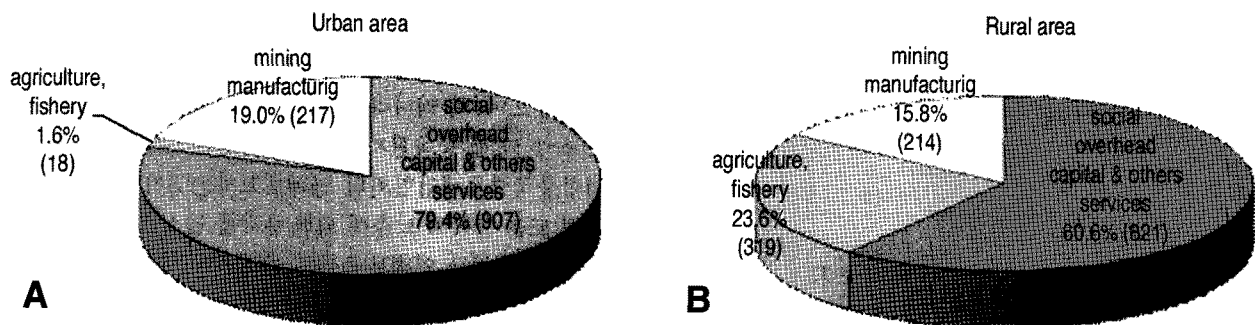 Urban area
agriculture,
fishery
1.6%
(18)
mining
manufacturig
19.0% (217)
social
overhead
capital & others
services
79.4% (907)
A
Rural area
mining
manufacturig
15.8%
(214)
agriculture,
fishery
23.6%
(319)
social
overhead
capital & others
services
60.6% (821)
B